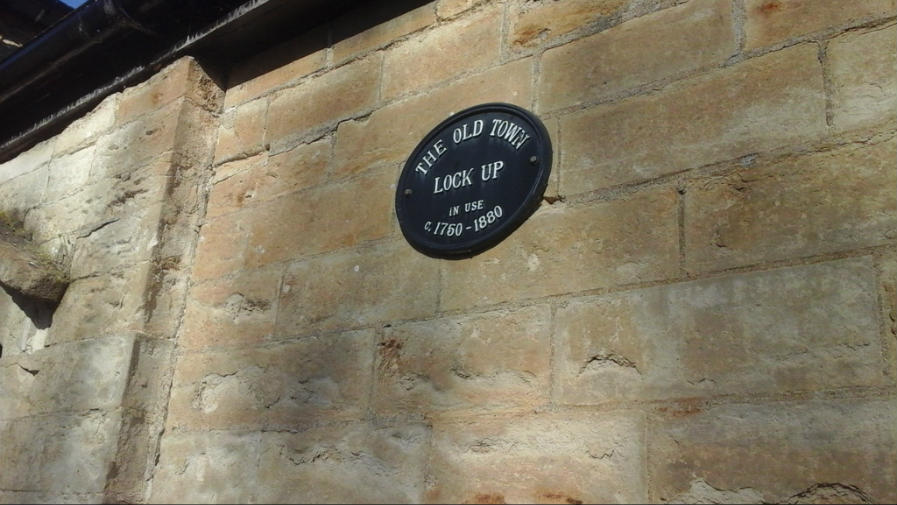 THE OLD TOWN
LOCK UP
IN USE
c. 1760 - 1880